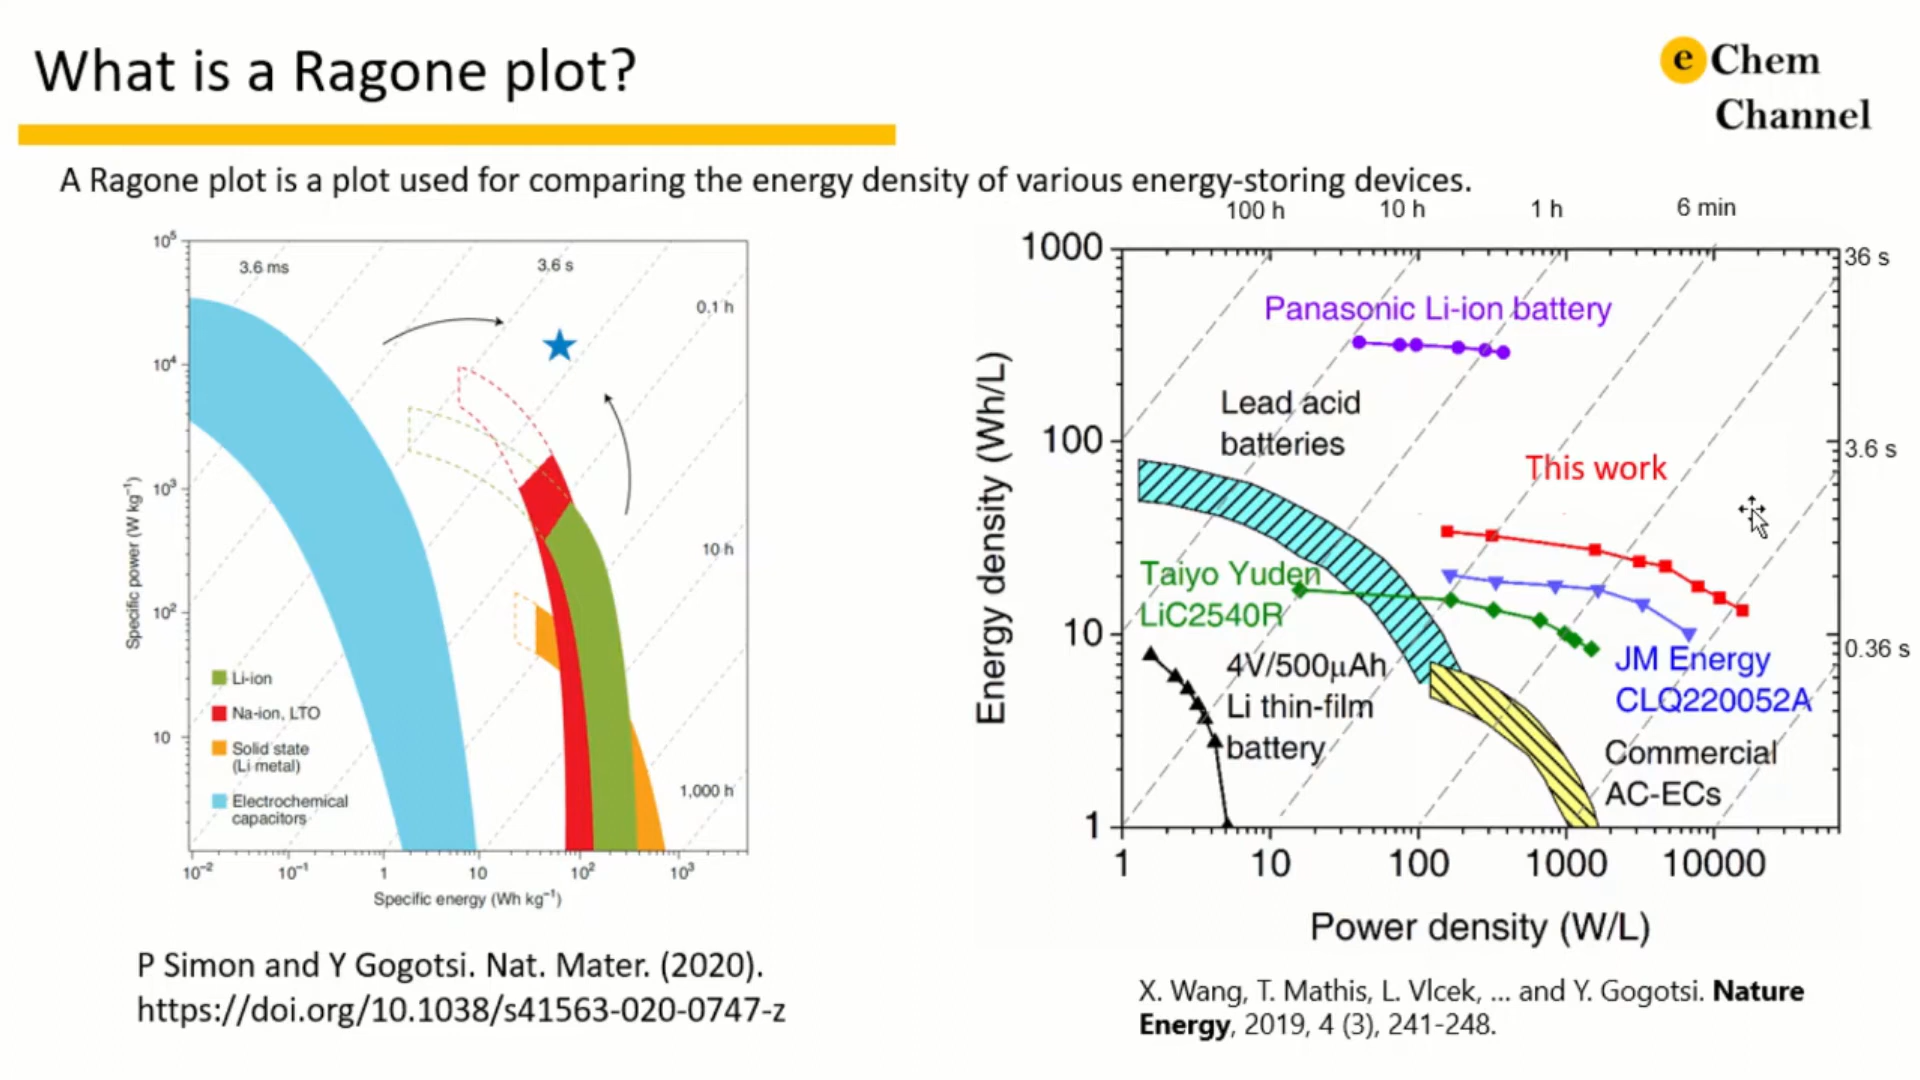 What is a Ragone plot?
e Chem
Channel
A Ragone plot is a plot used for comparing the energy density of various energy-storing devices.
10⁵
10⁴
10³
10²
10
Specific power (W kg⁻¹)
3.6 ms
3.6 s
0.1 h
10 h
1,000 h
Li-ion
Na-ion, LTO
Solid state
(Li metal)
Electrochemical
capacitors
10⁻²
10⁻¹
1
10
10²
10³
Specific energy (Wh kg⁻¹)
P Simon and Y Gogotsi. Nat. Mater. (2020).
https://doi.org/10.1038/s41563-020-0747-z
100 h
10 h
1 h
6 min
36 s
3.6 s
0.36 s
1000
100
10
1
Energy density (Wh/L)
Panasonic Li-ion battery
Lead acid
batteries
This work
Taiyo Yuden
LiC2540R
4V/500µAh
Li thin-film
battery
JM Energy
CLQ220052A
Commercial
AC-ECs
1
10
100
1000
10000
Power density (W/L)
X. Wang, T. Mathis, L. Vlcek, ... and Y. Gogotsi. Nature
Energy, 2019, 4 (3), 241-248.